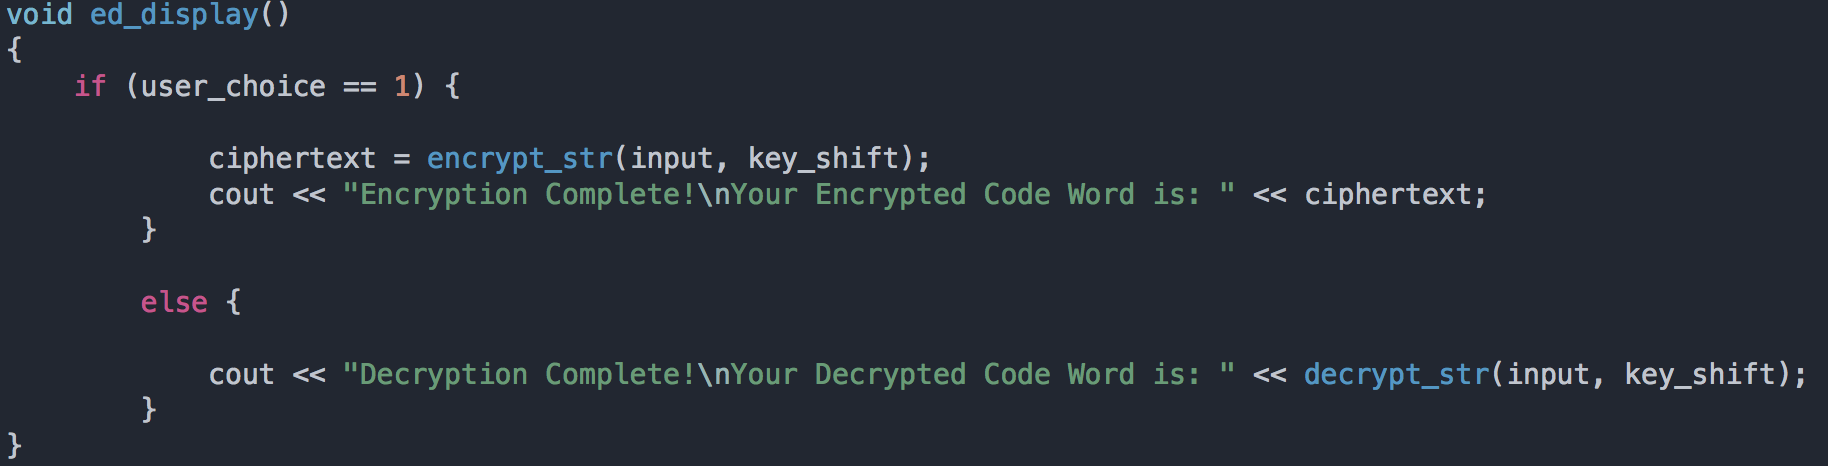 void ed_display()
{
if (user_choice == 1) {
ciphertext = encrypt_str(input, key_shift);
cout << "Encryption Complete!\nYour Encrypted Code Word is: " << ciphertext;
}
else {
cout << "Decryption Complete!\nYour Decrypted Code Word is: " << decrypt_str(input, key_shift);
}
}